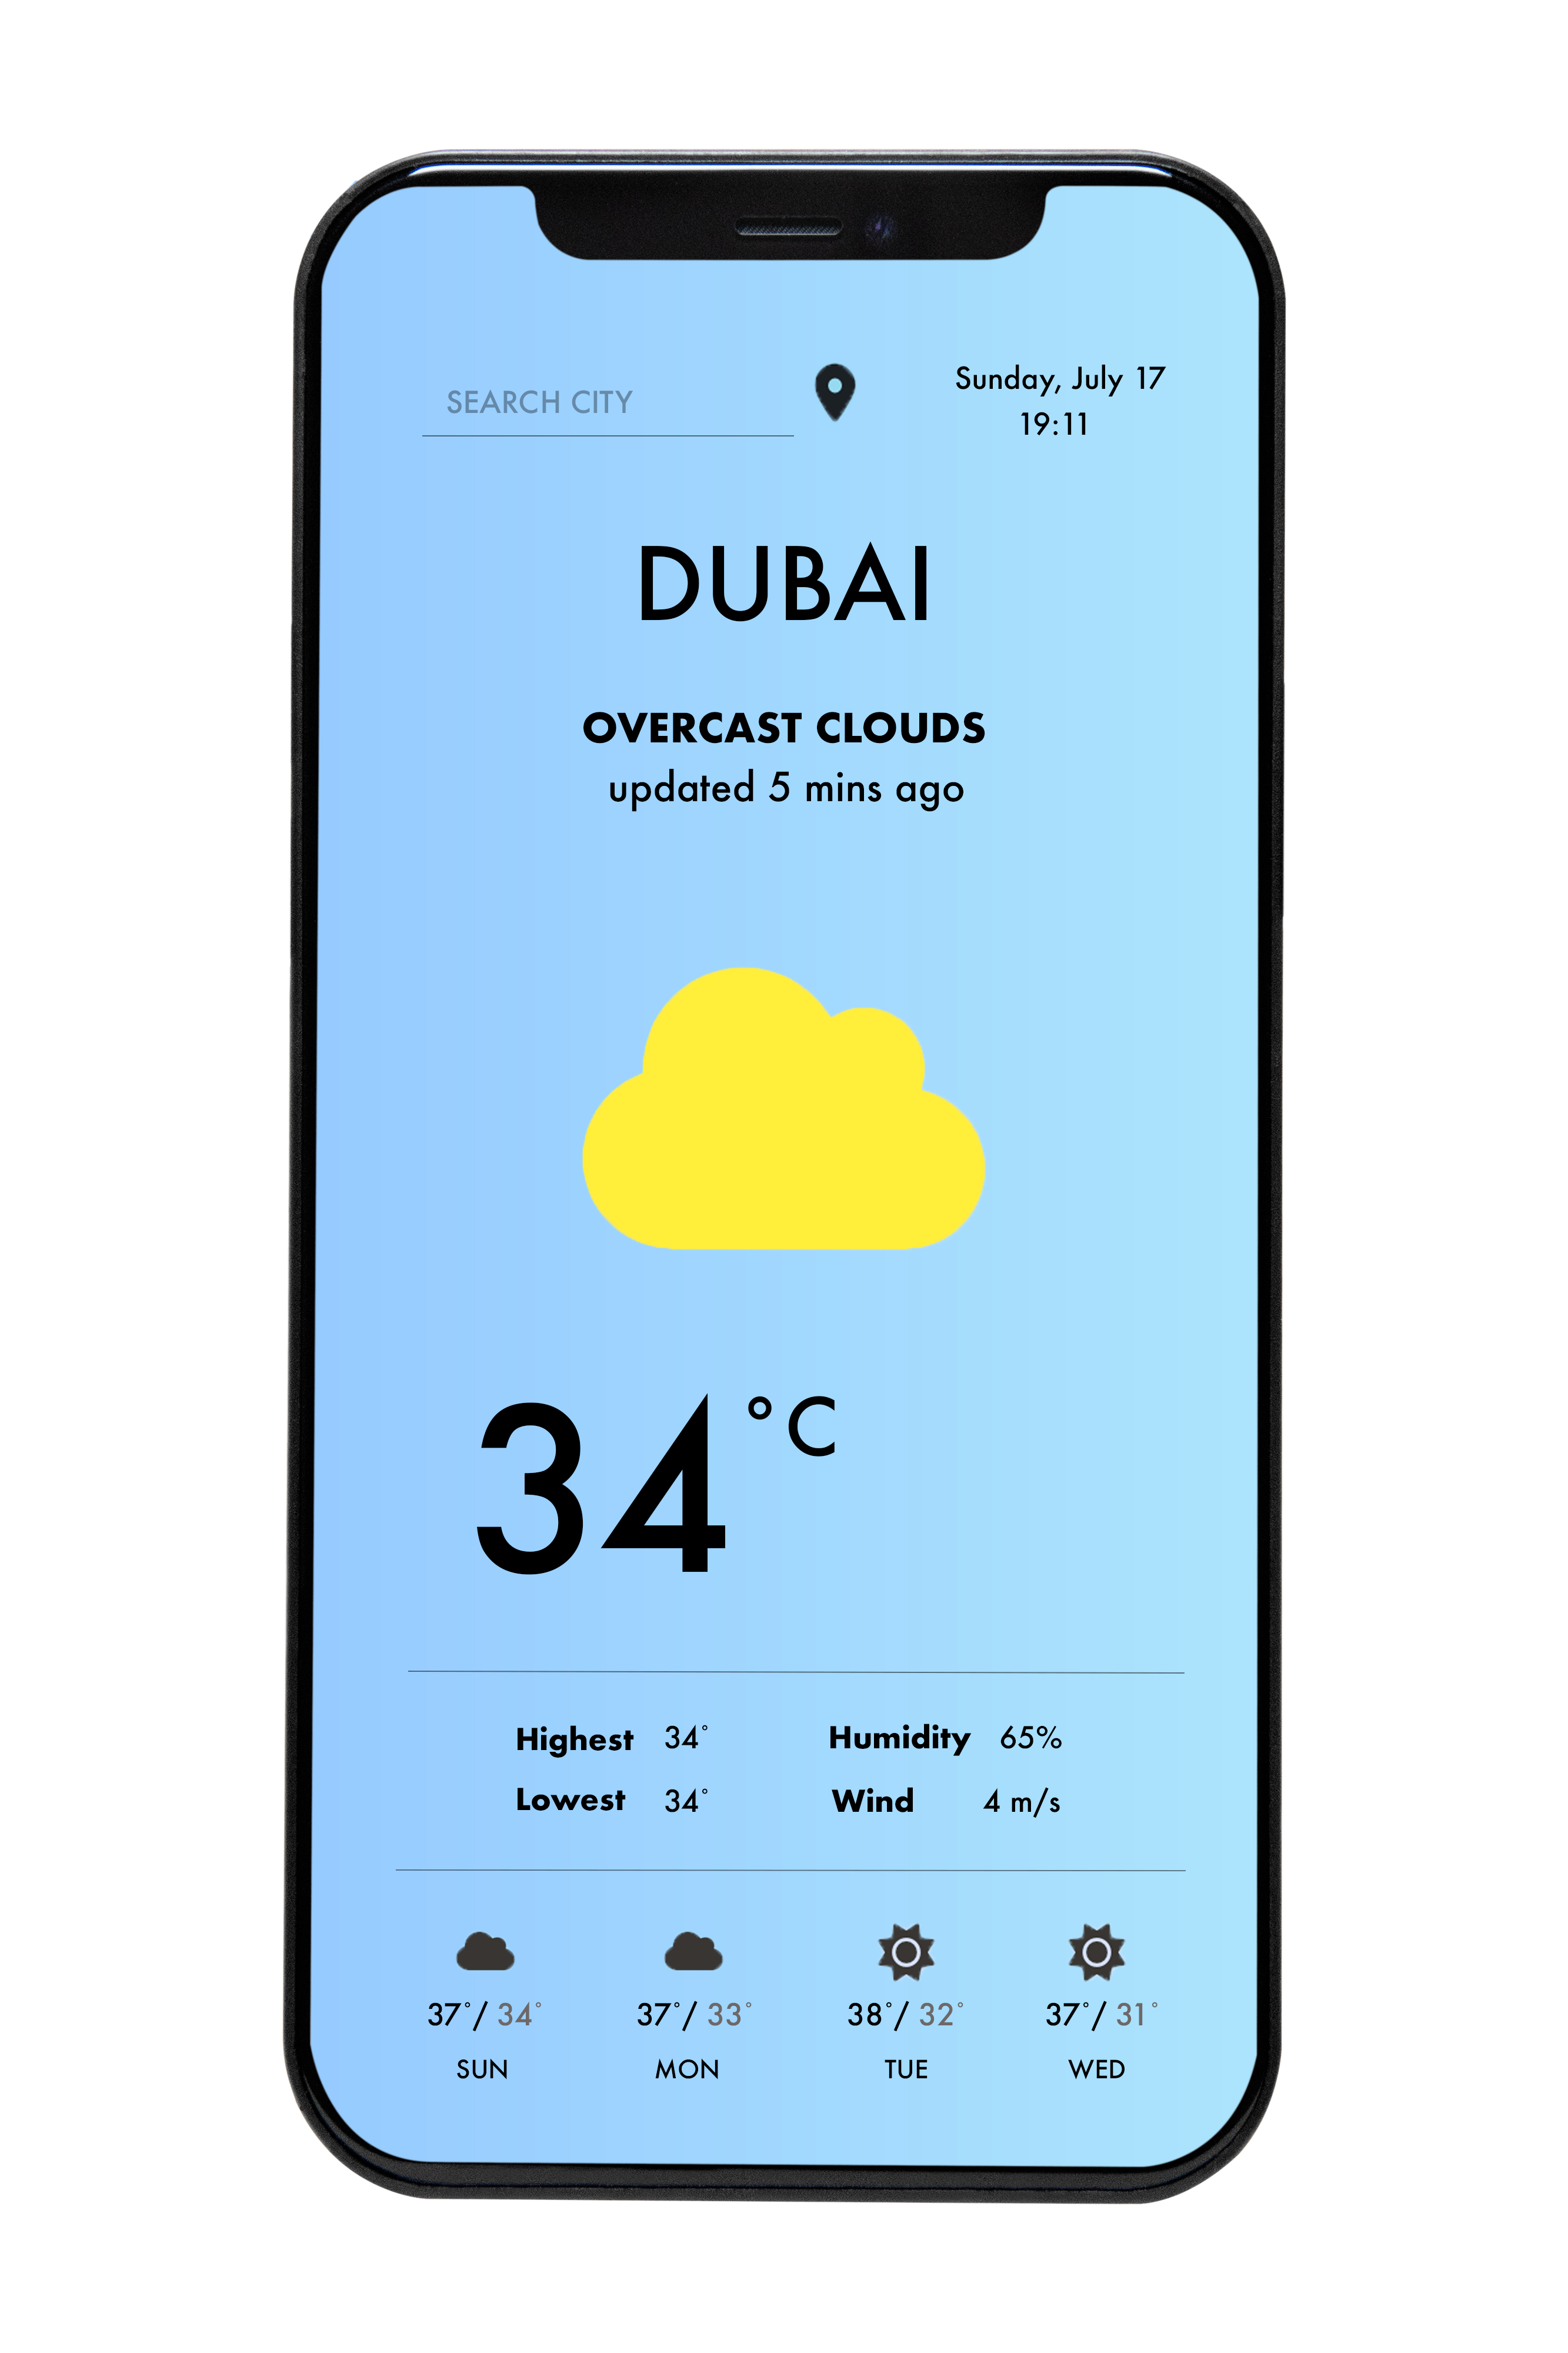 SEARCH CITY
Sunday, July 17
19:11
DUBAI
OVERCAST CLOUDS
updated 5 mins ago
34 °C
Highest 34° Humidity 65%
Lowest 34° Wind 4 m/s
37°/ 34° 37°/ 33° 38°/ 32° 37°/ 31°
SUN MON TUE WED